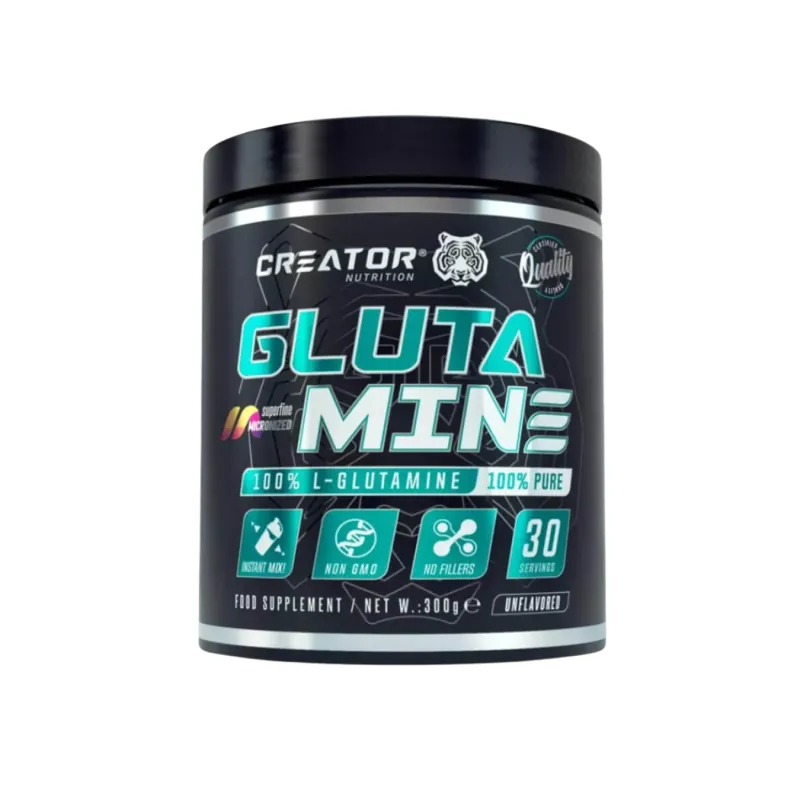 CREATOR®
NUTRITION
CERTIFIED
Quality
GLUTA
MINE
superfine
MICRONIZED
100% L-GLUTAMINE 100% PURE
INSTANT MIX!
NON GMO
NO FILLERS
30
SERVINGS
FOOD SUPPLEMENT / NET W.:300g℮
UNFLAVORED